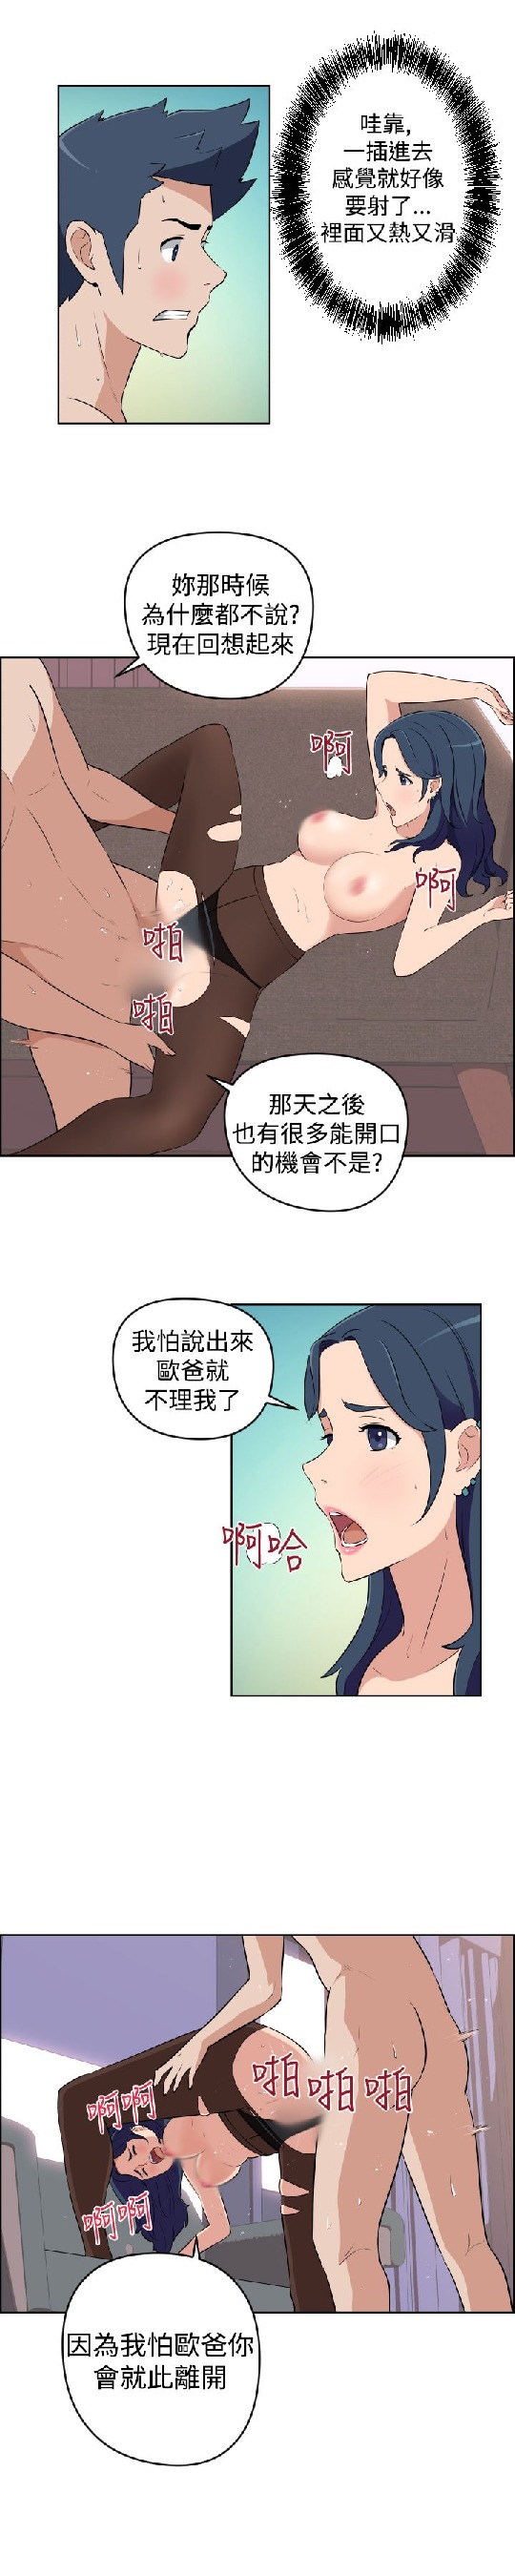 哇靠,
一插進去
感覺就好像
要射了...
裡面又熱又滑
妳那時候
為什麼都不說?
現在回想起來
啊
啊
啪
啪
那天之後
也有很多能開口
的機會不是?
我怕說出來
歐爸就
不理我了
啊哈
啪啪啪
啊啊
啊啊
因為我怕歐爸你
會就此離開